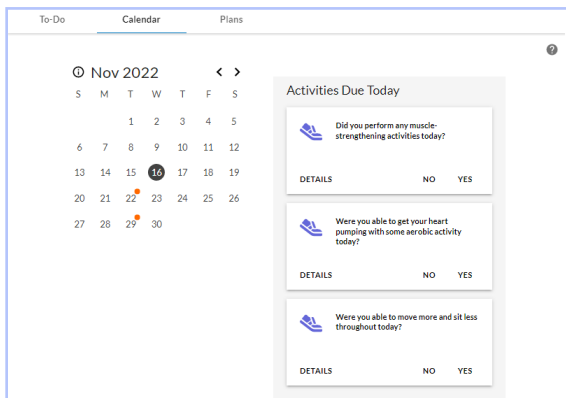 To-Do Calendar Plans
Nov 2022
S M T W T F S
1 2 3 4 5
6 7 8 9 10 11 12
13 14 15 16 17 18 19
20 21 22 23 24 25 26
27 28 29 30
Activities Due Today
Did you perform any muscle-
strengthening activities today?
DETAILS NO YES
Were you able to get your heart
pumping with some aerobic activity
today?
DETAILS NO YES
Were you able to move more and sit less
throughout today?
DETAILS NO YES